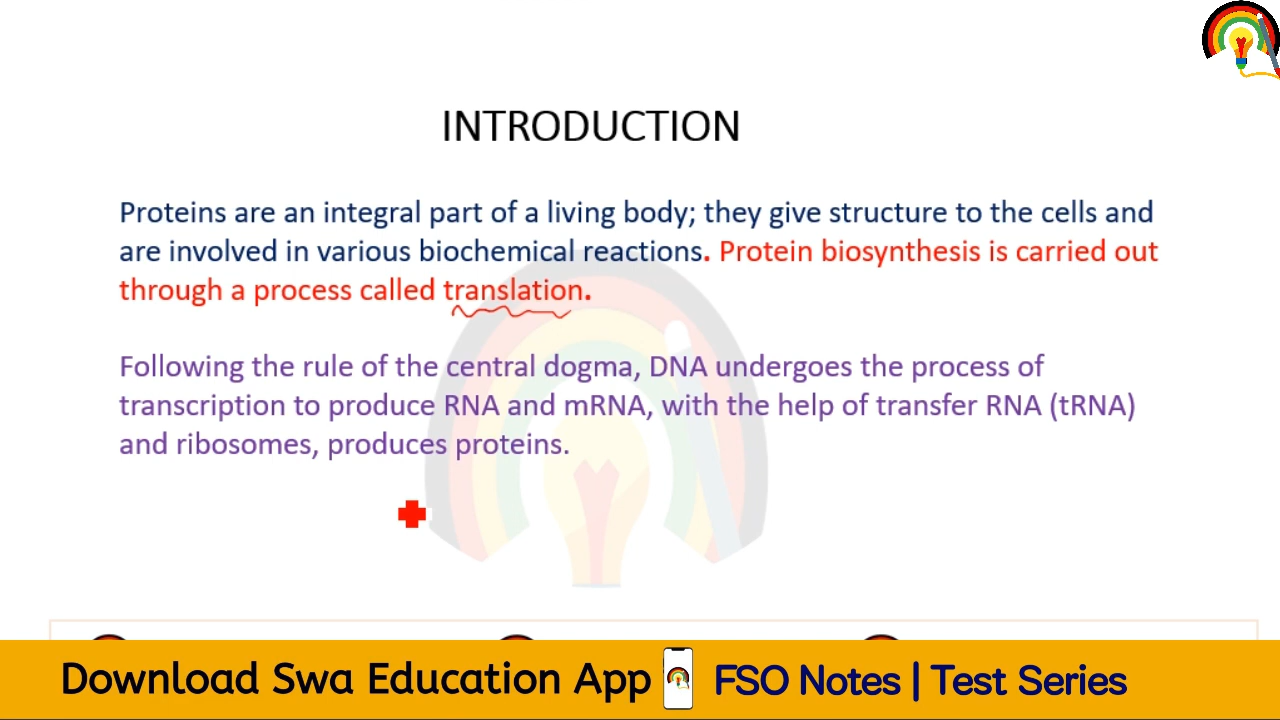 INTRODUCTION
Proteins are an integral part of a living body; they give structure to the cells and
are involved in various biochemical reactions. Protein biosynthesis is carried out
through a process called translation.
Following the rule of the central dogma, DNA undergoes the process of
transcription to produce RNA and mRNA, with the help of transfer RNA (tRNA)
and ribosomes, produces proteins.
Download Swa Education App FSO Notes | Test Series